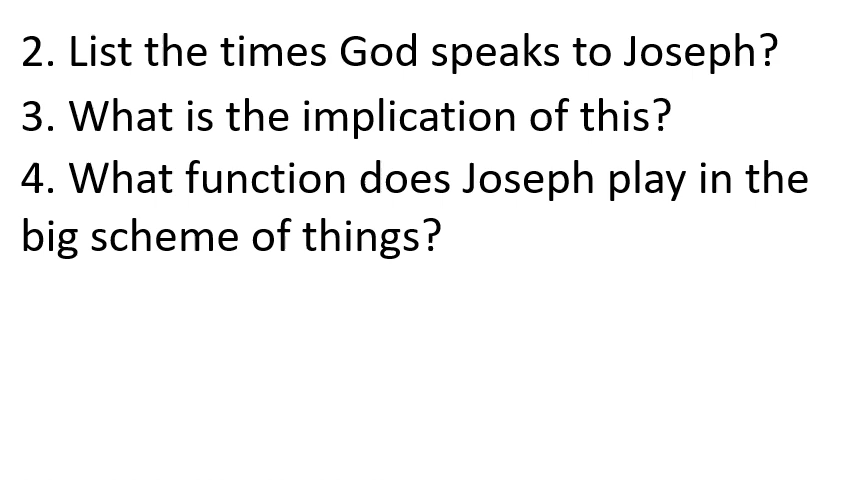 2. List the times God speaks to Joseph?
3. What is the implication of this?
4. What function does Joseph play in the
big scheme of things?